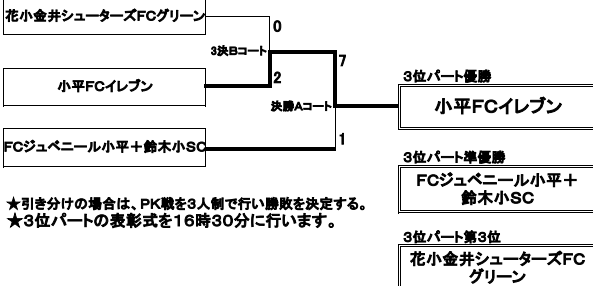 花小金井シューターズFCグリーン
0
3決Bコート
7
2
小平FCイレブン
3位パート優勝
決勝Aコート
小平FCイレブン
FCジュベニール小平＋鈴木小SC
1
3位パート準優勝
FCジュベニール小平＋
鈴木小SC
★引き分けの場合は、PK戦を3人制で行い勝敗を決定する。
★3位パートの表彰式を16時30分に行います。
3位パート第3位
花小金井シューターズFC
グリーン